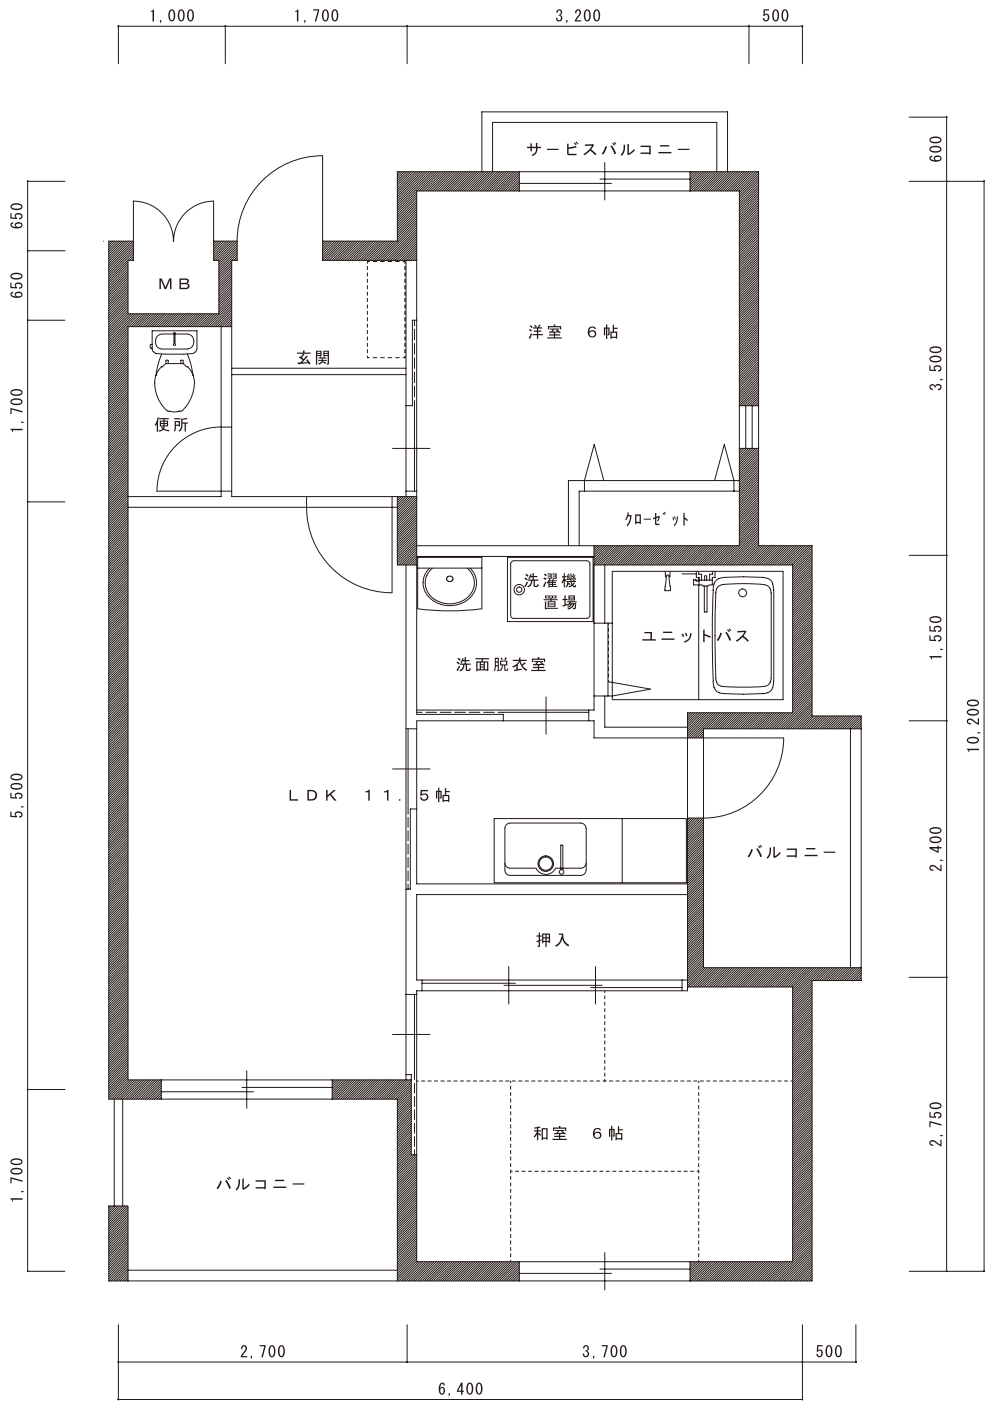 1,000
1,700
3,200
500
サービスバルコニー
600
650
650
ＭＢ
洋室　６帖
玄関
3,500
1,700
便所
クローゼット
洗濯機
置場
ユニットバス
1,550
洗面脱衣室
10,200
5,500
ＬＤＫ　１１．５帖
2,400
バルコニー
押入
2,750
和室　６帖
1,700
バルコニー
2,700
3,700
500
6,400